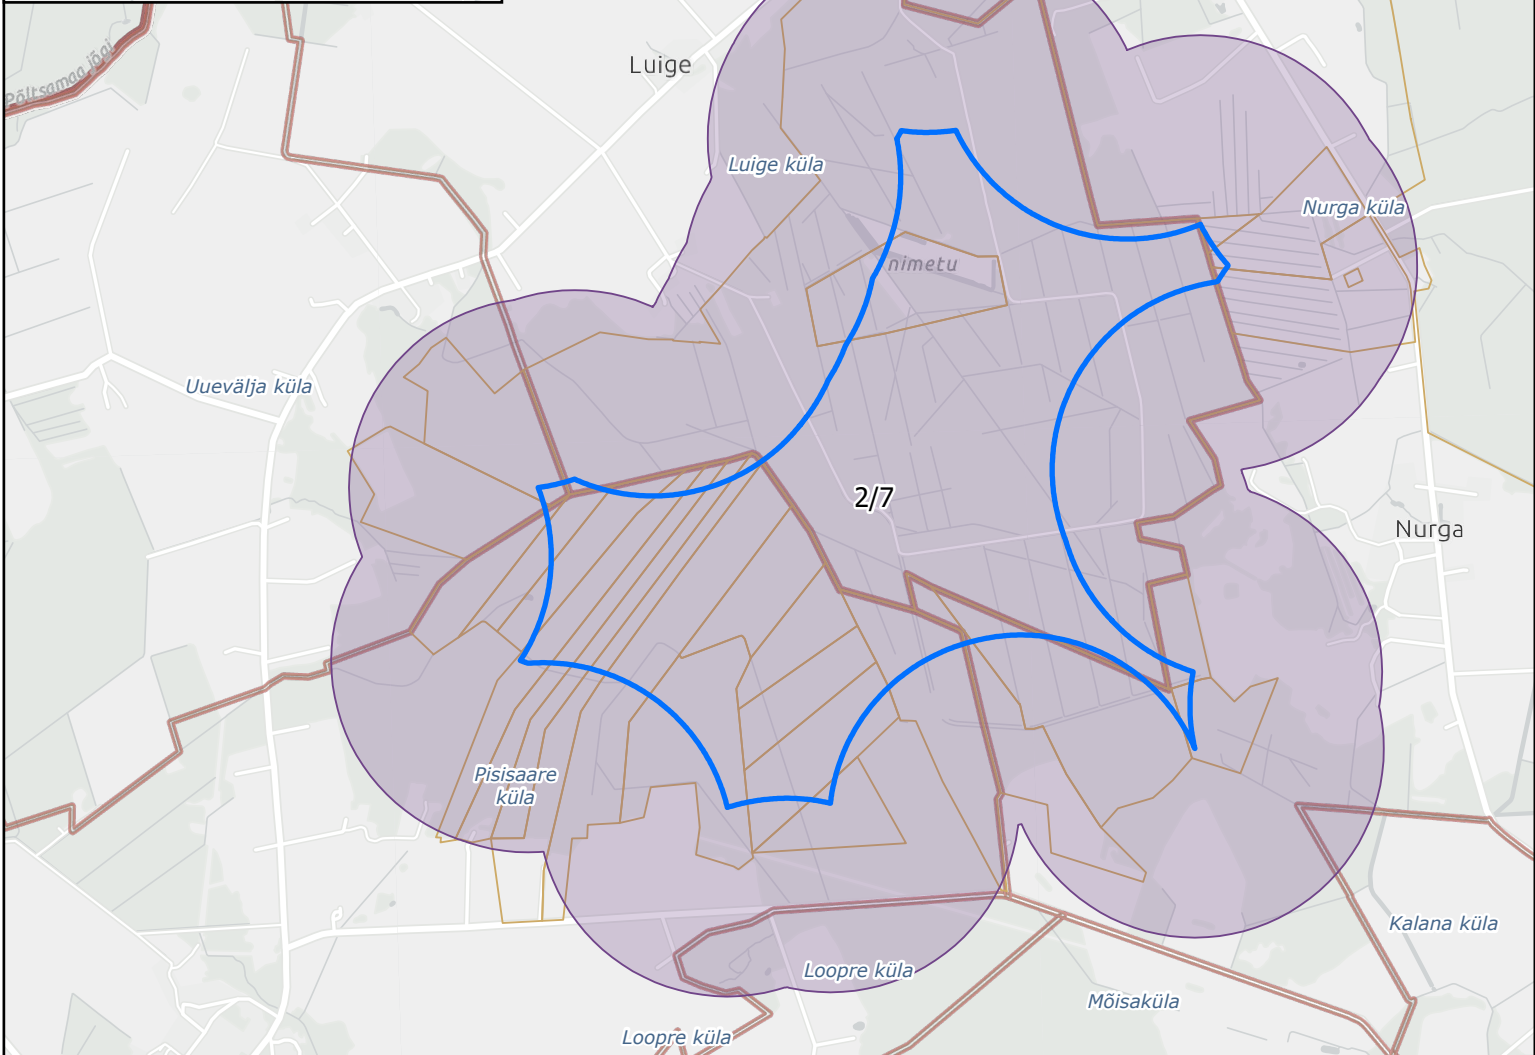 Põltsamaa jõgi
Luige
Luige küla
Nurga küla
nimetu
Uuevälja küla
2/7
Nurga
Pisisaare
küla
Kalana küla
Loopre küla
Mõisaküla
Loopre küla